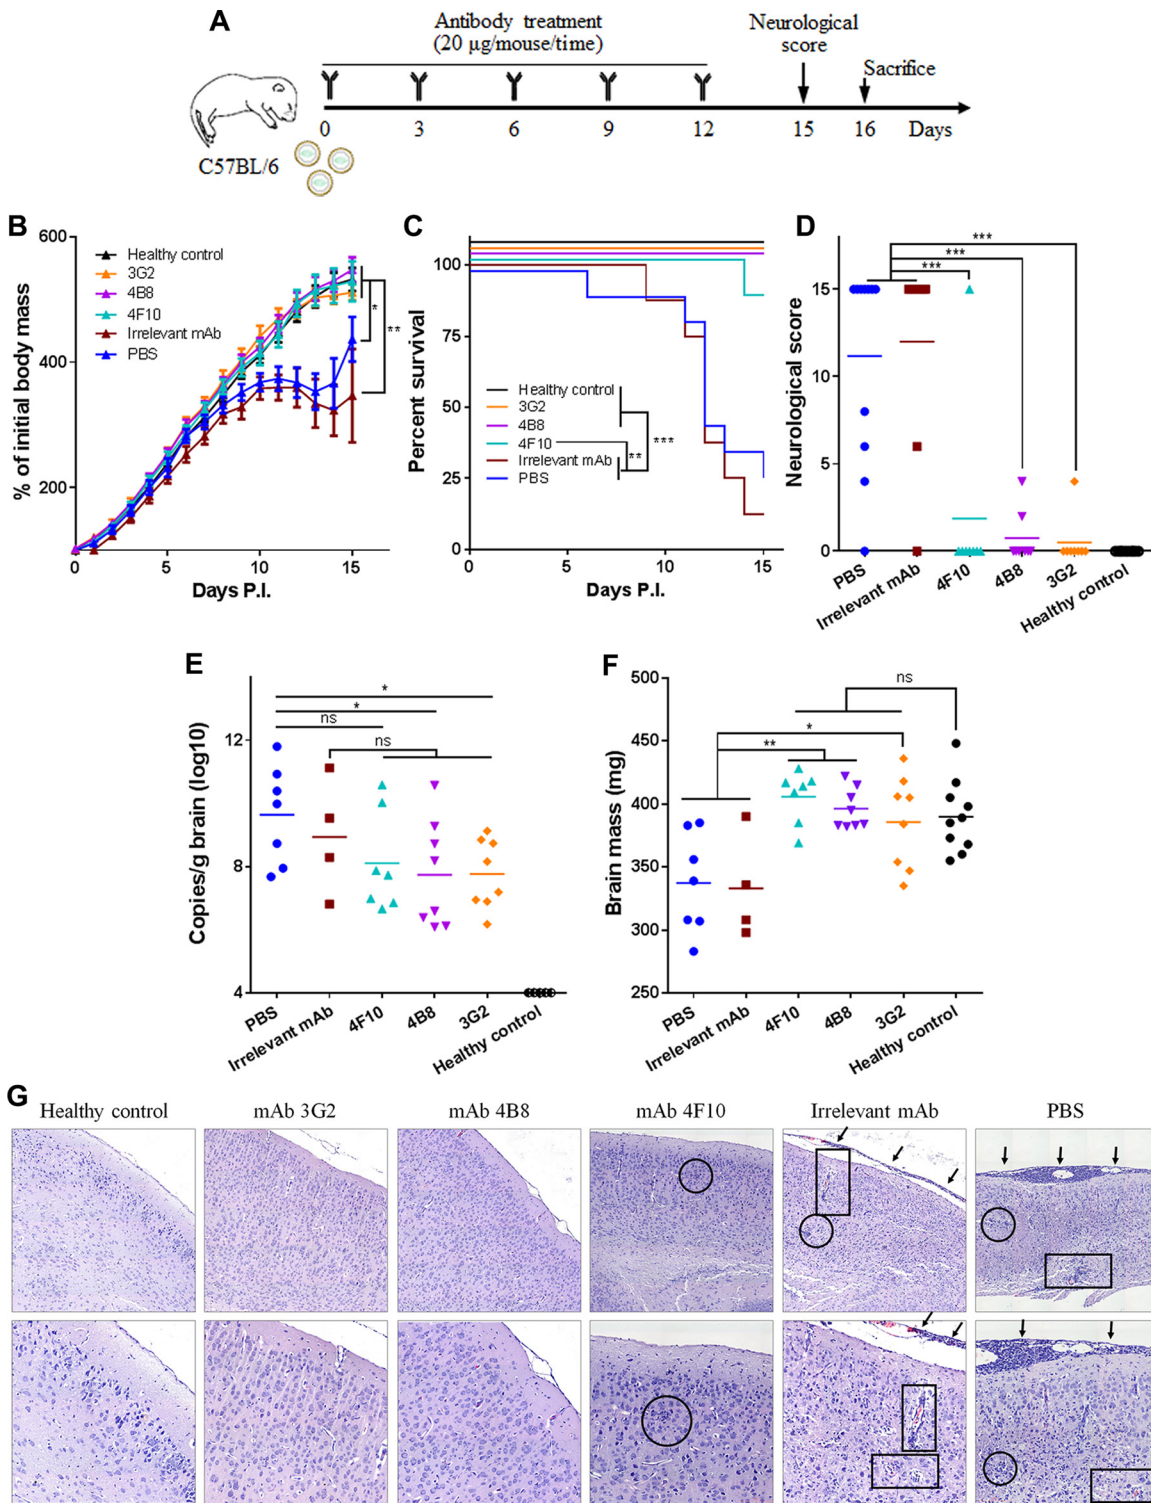 A
Antibody treatment
(20 µg/mouse/time)
Neurological
score
Sacrifice
0 3 6 9 12 15 16 Days
C57BL/6
B
600
400
200
% of initial body mass
Healthy control
3G2
4B8
4F10
Irrelevant mAb
PBS
*
**
0 5 10 15
Days P.I.
C
100
75
50
25
0
Percent survival
Healthy control
3G2
4B8
4F10
Irrelevant mAb
PBS
**
***
0 5 10 15
Days P.I.
D
15
10
5
0
Neurological score
***
***
***
PBS
Irrelevant mAb
4F10
4B8
3G2
Healthy control
E
12
8
4
Copies/g brain (log10)
*
*
ns
ns
PBS
Irrelevant mAb
4F10
4B8
3G2
Healthy control
F
500
450
400
350
300
250
Brain mass (mg)
ns
*
**
PBS
Irrelevant mAb
4F10
4B8
3G2
Healthy control
G
Healthy control mAb 3G2 mAb 4B8 mAb 4F10 Irrelevant mAb PBS